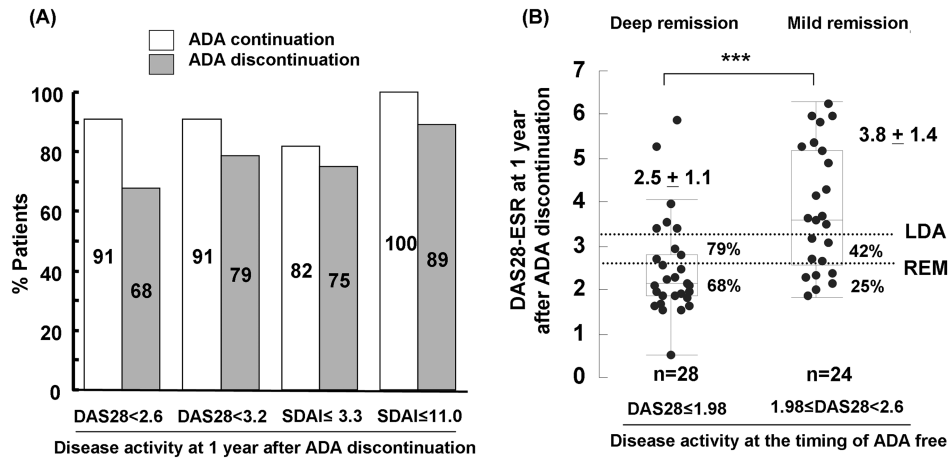 (A)
ADA continuation
ADA discontinuation
% Patients
100
80
60
40
20
0
91
68
91
79
82
75
100
89
DAS28<2.6
DAS28<3.2
SDAI≤ 3.3
SDAI≤11.0
Disease activity at 1 year after ADA discontinuation
(B)
Deep remission
Mild remission
***
DAS28-ESR at 1 year
after ADA discontinuation
7
6
5
4
3
2
1
0
2.5 ± 1.1
3.8 ± 1.4
LDA
79%
42%
REM
68%
25%
n=28
n=24
DAS28≤1.98
1.98≤DAS28<2.6
Disease activity at the timing of ADA free